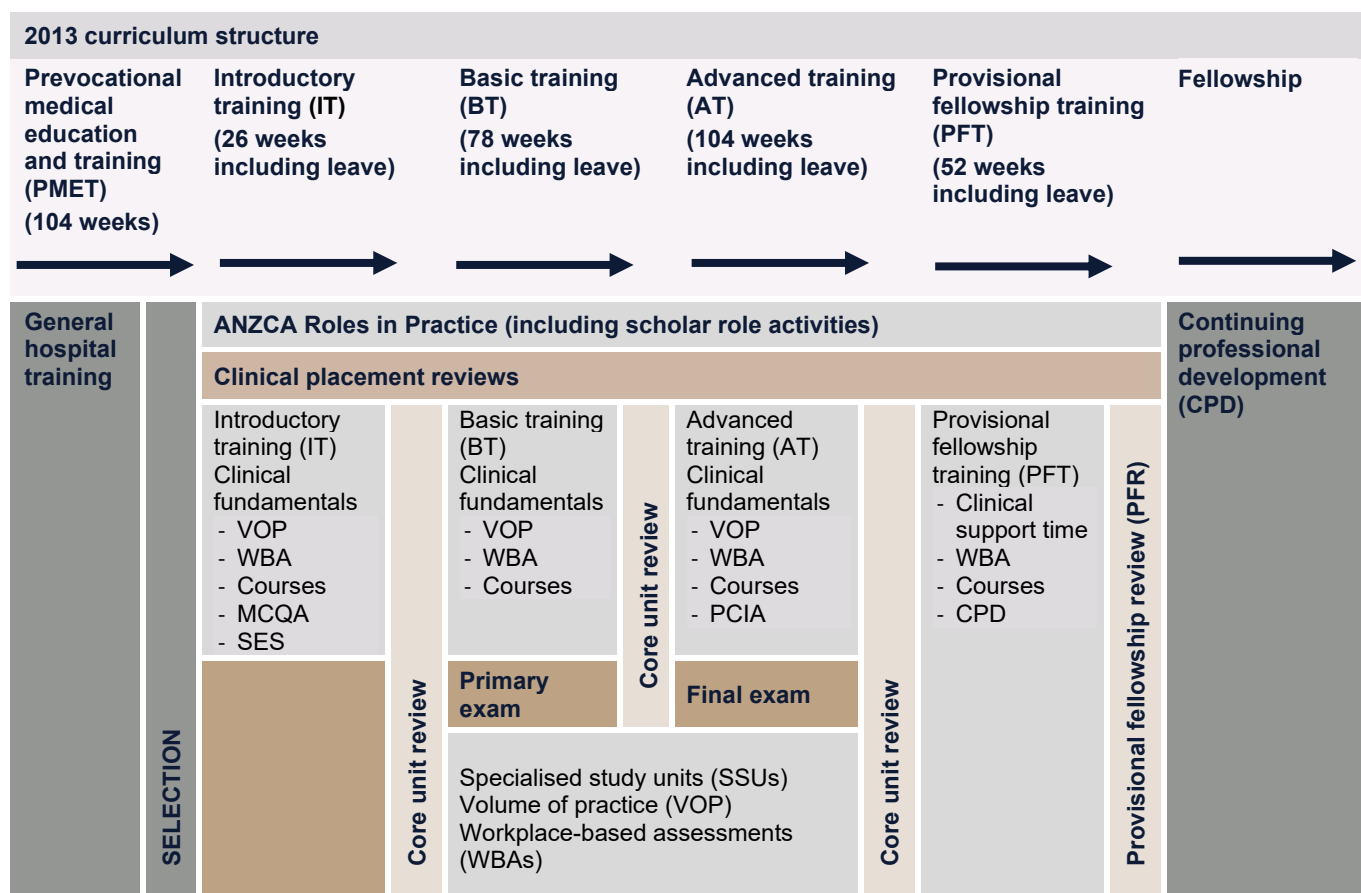 2013 curriculum structure
Prevocational
medical
education
and training
(PMET)
(104 weeks)
Introductory
training (IT)
(26 weeks
including leave)
Basic training
(BT)
(78 weeks
including leave)
Advanced training
(AT)
(104 weeks
including leave)
Provisional
fellowship training
(PFT)
(52 weeks
including leave)
Fellowship
General
hospital
training
SELECTION
ANZCA Roles in Practice (including scholar role activities)
Clinical placement reviews
Introductory
training (IT)
Clinical
fundamentals
- VOP
- WBA
- Courses
- MCQA
- SES
Core unit review
Basic training
(BT)
Clinical
fundamentals
- VOP
- WBA
- Courses
Primary
exam
Core unit review
Advanced
training (AT)
Clinical
fundamentals
- VOP
- WBA
- Courses
- PCIA
Final exam
Specialised study units (SSUs)
Volume of practice (VOP)
Workplace-based assessments
(WBAs)
Core unit review
Provisional
fellowship
training (PFT)
- Clinical
support time
- WBA
- Courses
- CPD
Provisional fellowship review (PFR)
Continuing
professional
development
(CPD)